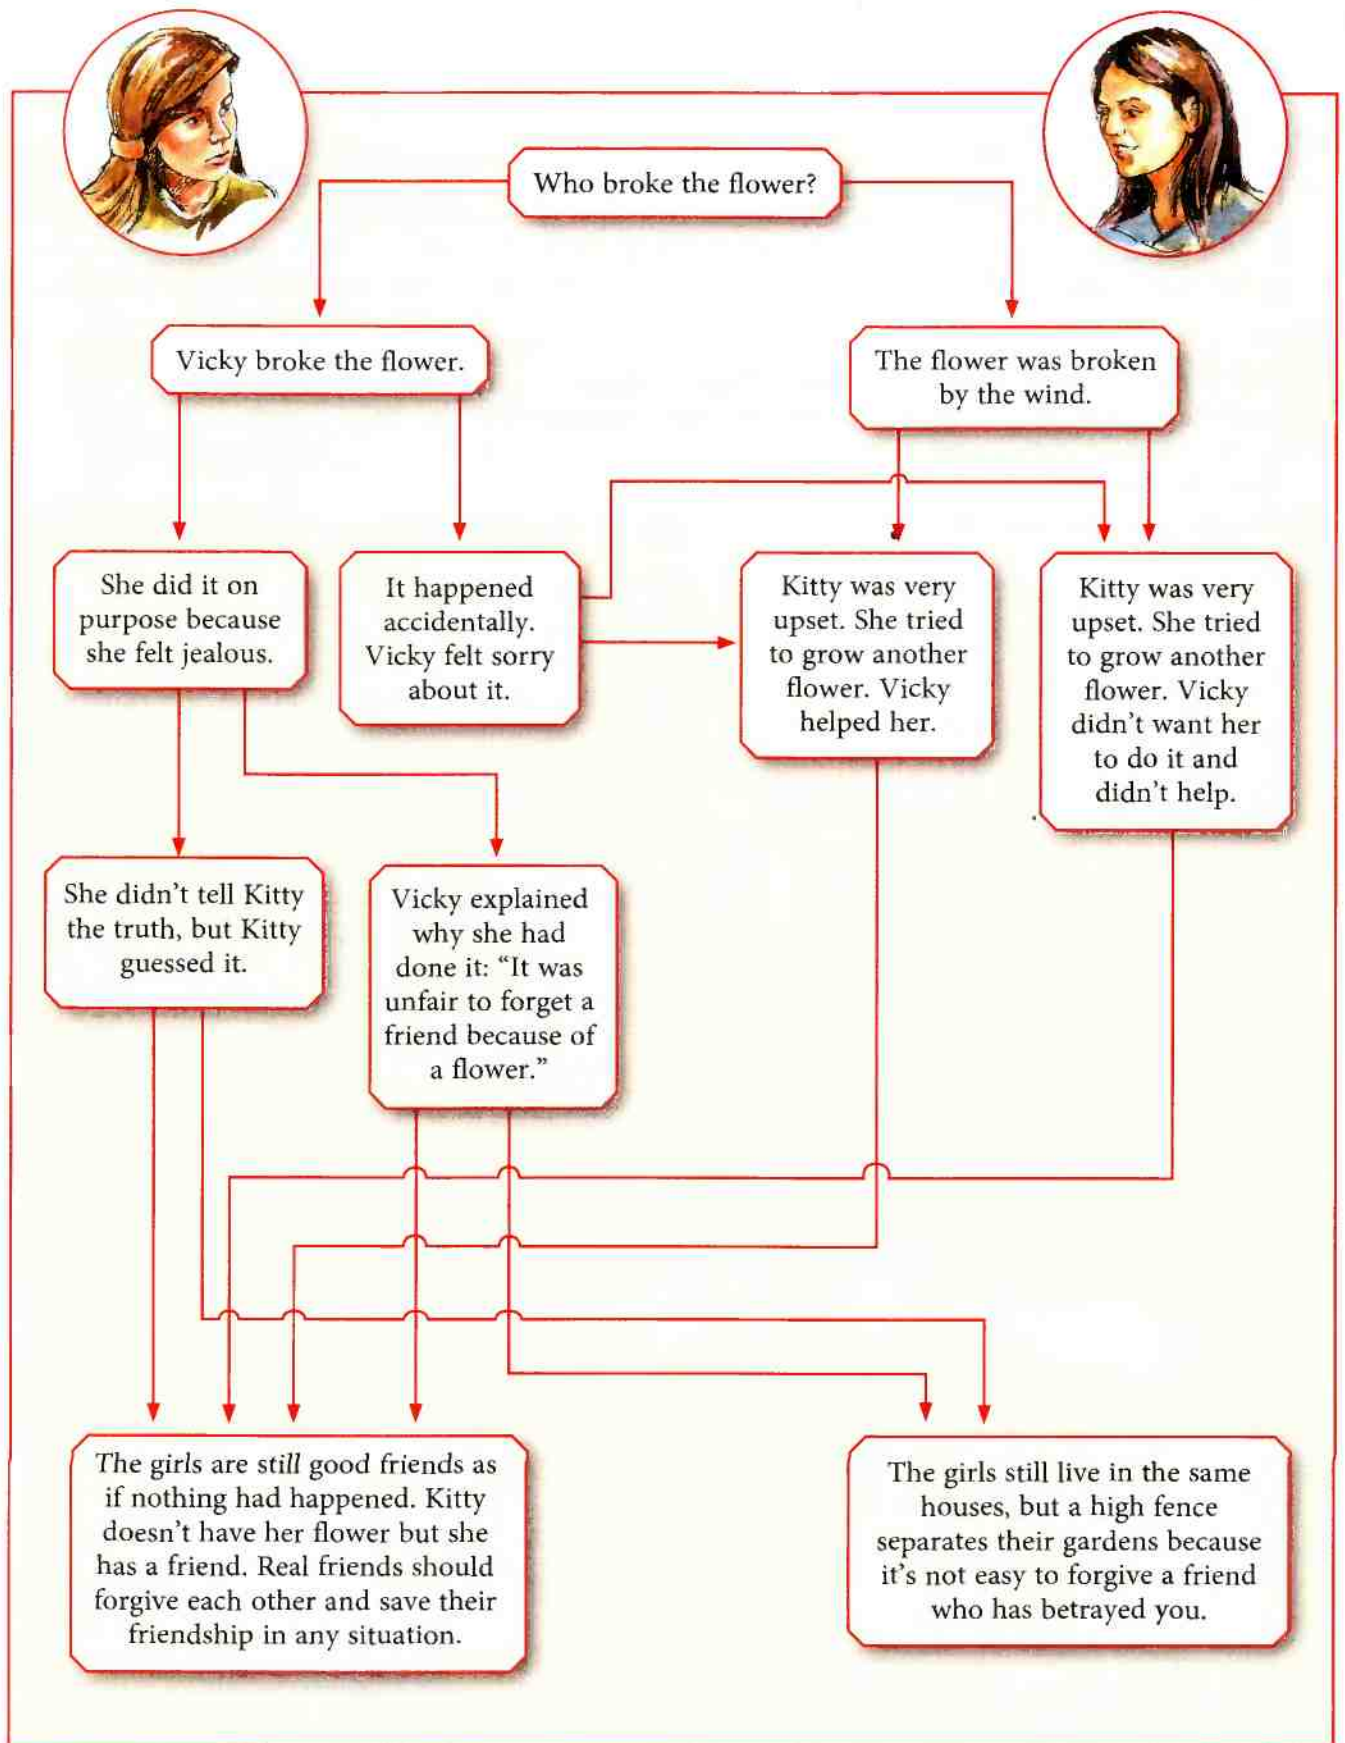 Who broke the flower?
Vicky broke the flower.
The flower was broken
by the wind.
She did it on
purpose because
she felt jealous.
It happened
accidentally.
Vicky felt sorry
about it.
Kitty was very
upset. She tried
to grow another
flower. Vicky
helped her.
Kitty was very
upset. She tried
to grow another
flower. Vicky
didn't want her
to do it and
didn't help.
She didn't tell Kitty
the truth, but Kitty
guessed it.
Vicky explained
why she had
done it: “It was
unfair to forget a
friend because of
a flower.”
The girls are still good friends as
if nothing had happened. Kitty
doesn't have her flower but she
has a friend. Real friends should
forgive each other and save their
friendship in any situation.
The girls still live in the same
houses, but a high fence
separates their gardens because
it's not easy to forgive a friend
who has betrayed you.